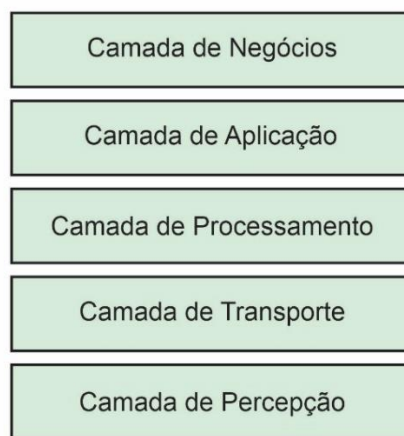 Camada de Negócios
Camada de Aplicação
Camada de Processamento
Camada de Transporte
Camada de Percepção